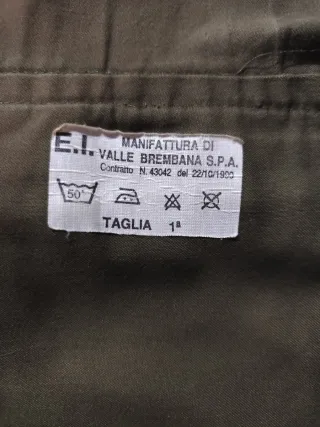 E.I. MANIFATTURA DI
VALLE BREMBANA S.P.A.
Contratto N. 43042 del 22/10/1990
50°
TAGLIA 1ª